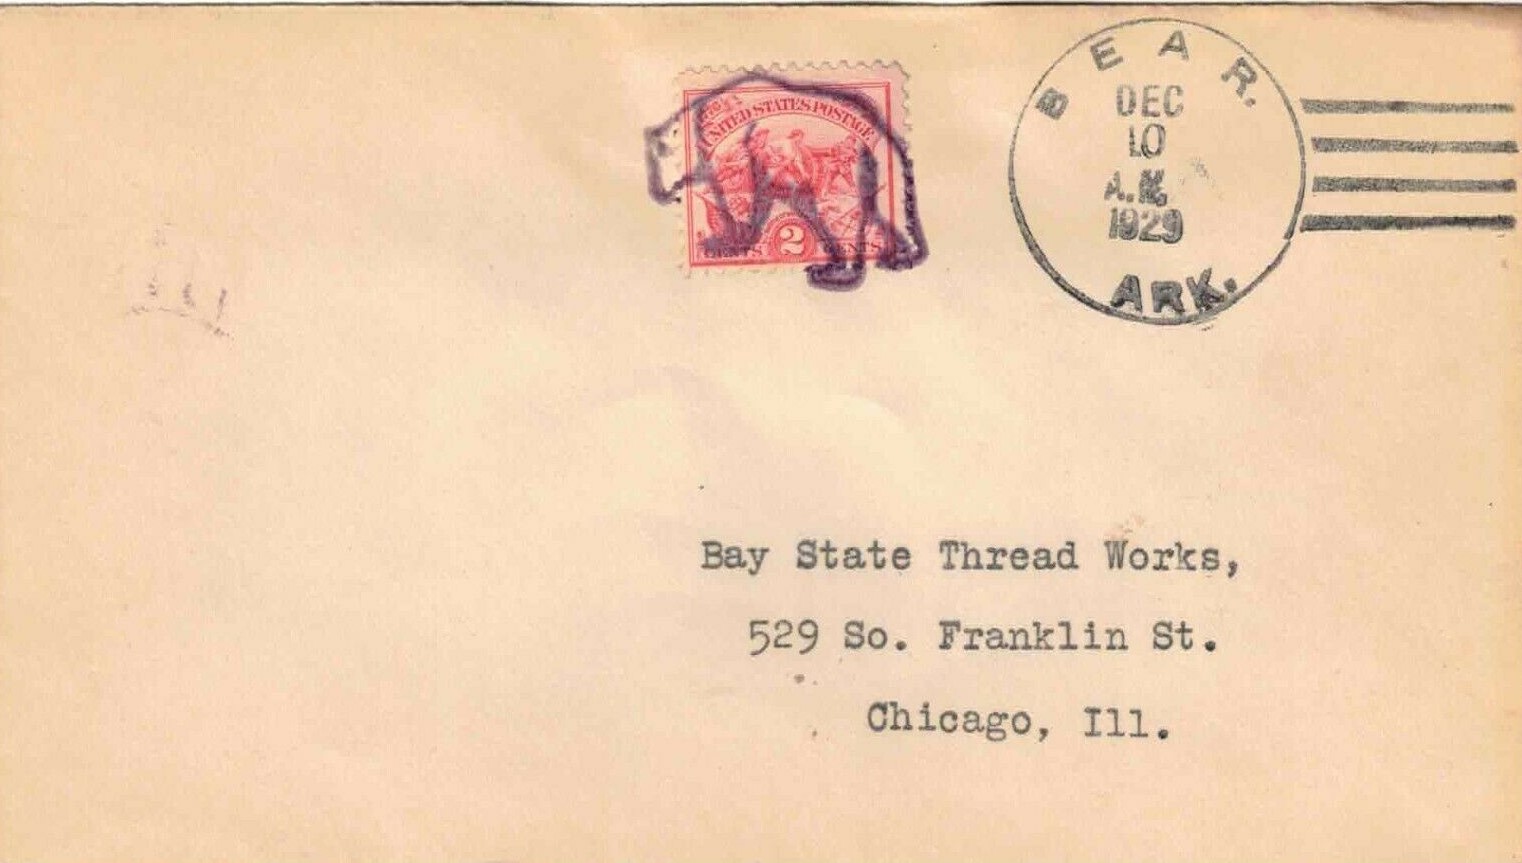 UNITED STATES POSTAGE
CENTS 2 CENTS
BEAR.
DEC
10
A.M.
1929
ARK.
Bay State Thread Works,
529 So. Franklin St.
Chicago, Ill.